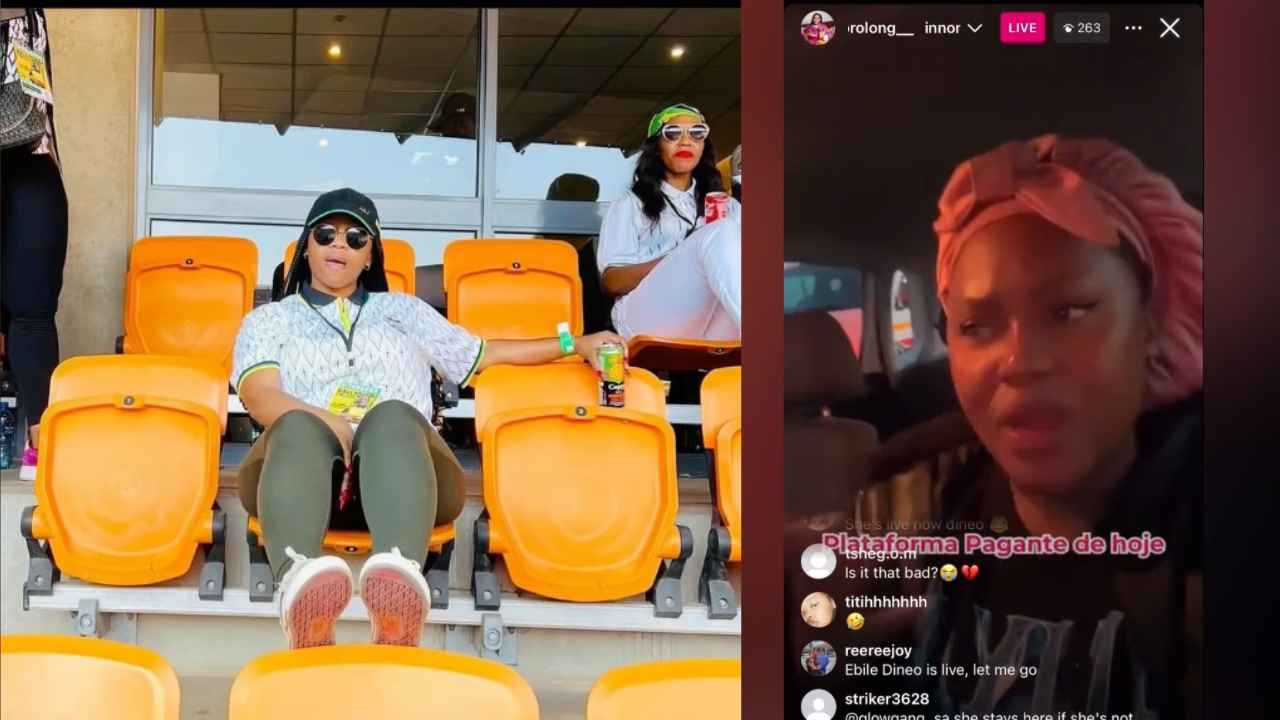 rolong__ innor
LIVE
263
She's live now dineo
Plataforma Pagante de hoje
tsheg.o.m
Is it that bad?😭💔
titihhhhhhh
🤣
reereejoy
Ebile Dineo is live, let me go
striker3628
@glowgang_sa she stays here if she's not